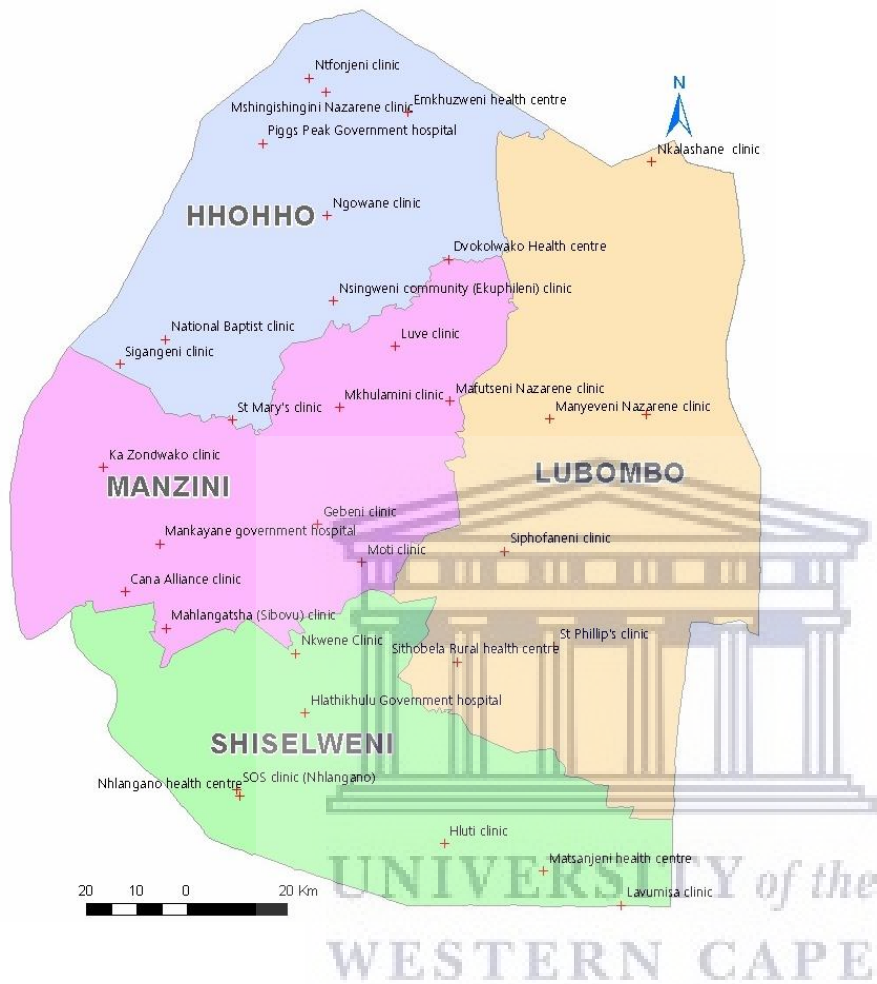 Ntfonjeni clinic
N
Emkhuzweni health centre
Mshingishingini Nazarene clinic
Piggs Peak Government hospital
Nkalashane clinic
HHOHHO
Ngowane clinic
Dvokolwako Health centre
Nsingweni community (Ekuphileni) clinic
National Baptist clinic
Luve clinic
Sigangeni clinic
Mkhulamini clinic
Mafutseni Nazarene clinic
St Mary's clinic
Manyeveni Nazarene clinic
Ka Zondwako clinic
LUBOMBO
MANZINI
Gebeni clinic
Mankayane government hospital
Siphofaneni clinic
Moti clinic
Cana Alliance clinic
Mahlangatsha (Sibovu) clinic
St Phillip's clinic
Nkwene Clinic
Sithobela Rural health centre
Hlathikhulu Government hospital
SHISELWENI
SOS clinic (Nhlangano)
Nhlangano health centre
Hluti clinic
Matsanjeni health centre
Lavumisa clinic
20 10 0 20 Km
UNIVERSITY of the
WESTERN CAPE